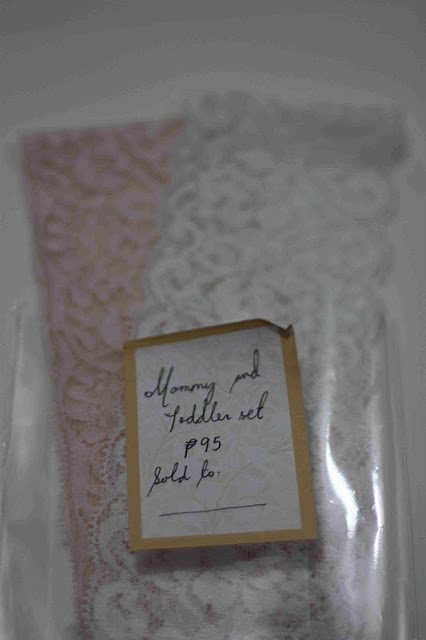 Mommy and
Toddler set
₱95
Sold to: